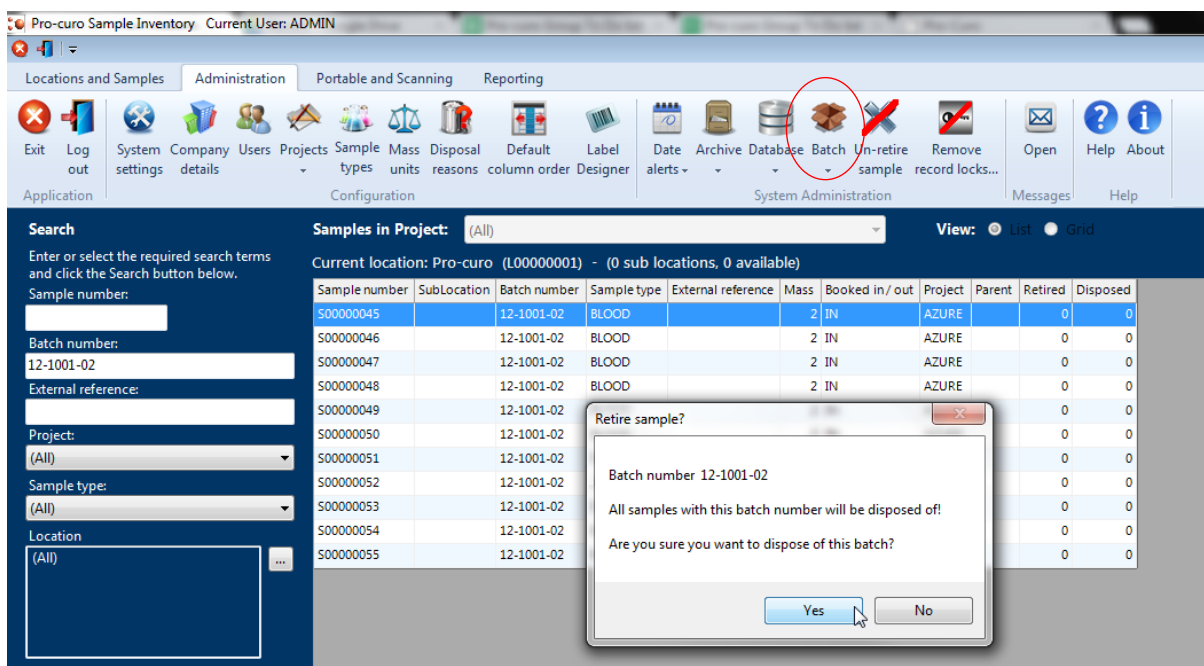 Pro-curo Sample Inventory Current User: ADMIN
Locations and Samples Administration Portable and Scanning Reporting
Exit Log out System settings Company details Users Projects Sample types Mass units Disposal reasons Default column order Label Designer Date alerts Archive Database Batch Un-retire sample Remove record locks... Open Help About
Application Configuration System Administration Messages Help
Search
Enter or select the required search terms
and click the Search button below.
Sample number:
Batch number:
12-1001-02
External reference:
Project:
(All)
Sample type:
(All)
Location
(All)
...
Samples in Project: (All) View: List Grid
Current location: Pro-curo (L00000001) - (0 sub locations, 0 available)
Sample number SubLocation Batch number Sample type External reference Mass Booked in / out Project Parent Retired Disposed
S00000045 12-1001-02 BLOOD 2 IN AZURE 0 0
S00000046 12-1001-02 BLOOD 2 IN AZURE 0 0
S00000047 12-1001-02 BLOOD 2 IN AZURE 0 0
S00000048 12-1001-02 BLOOD 2 IN AZURE 0 0
S00000049 12-1001-02 0 0
S00000050 12-1001-02 0 0
S00000051 12-1001-02 0 0
S00000052 12-1001-02 0 0
S00000053 12-1001-02 0 0
S00000054 12-1001-02 0 0
S00000055 12-1001-02 0 0
Retire sample?
Batch number 12-1001-02
All samples with this batch number will be disposed of!
Are you sure you want to dispose of this batch?
Yes No